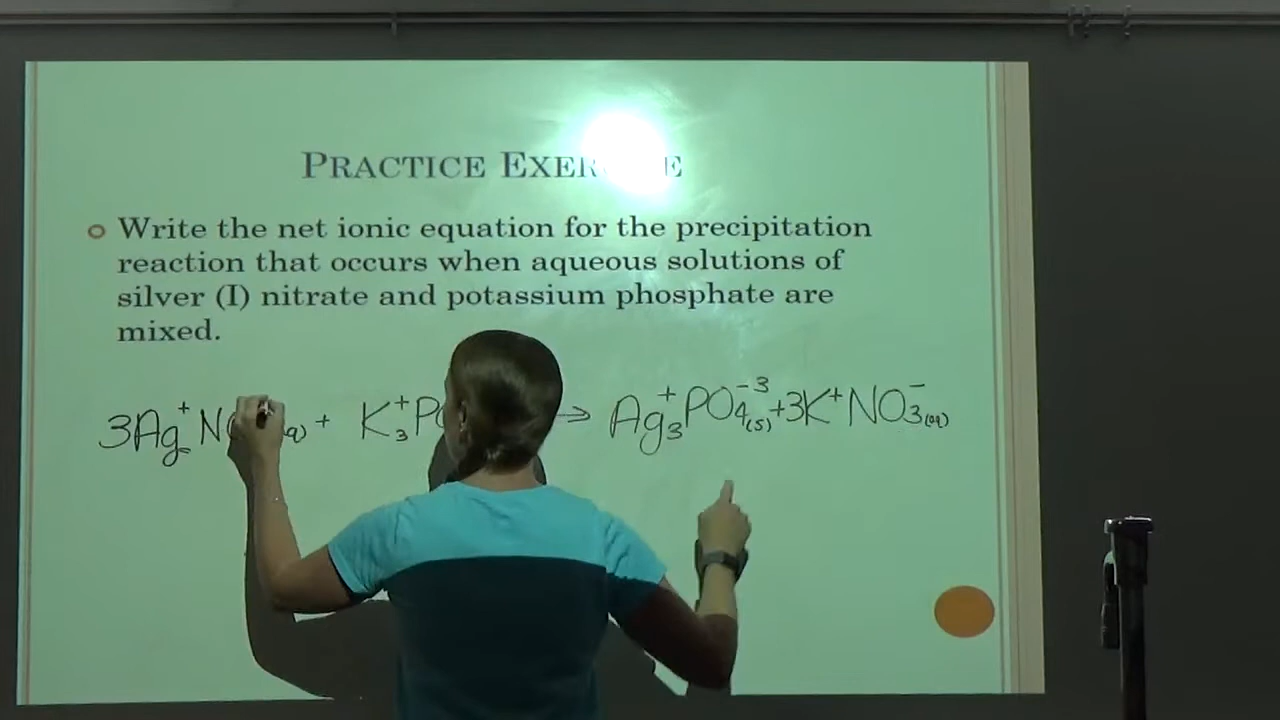 PRACTICE EXER E
Write the net ionic equation for the precipitation
reaction that occurs when aqueous solutions of
silver (I) nitrate and potassium phosphate are
mixed.
3Ag⁺N + K₃⁺P → Ag₃⁺PO₄⁻³(s) + 3K⁺NO₃⁻(aq)